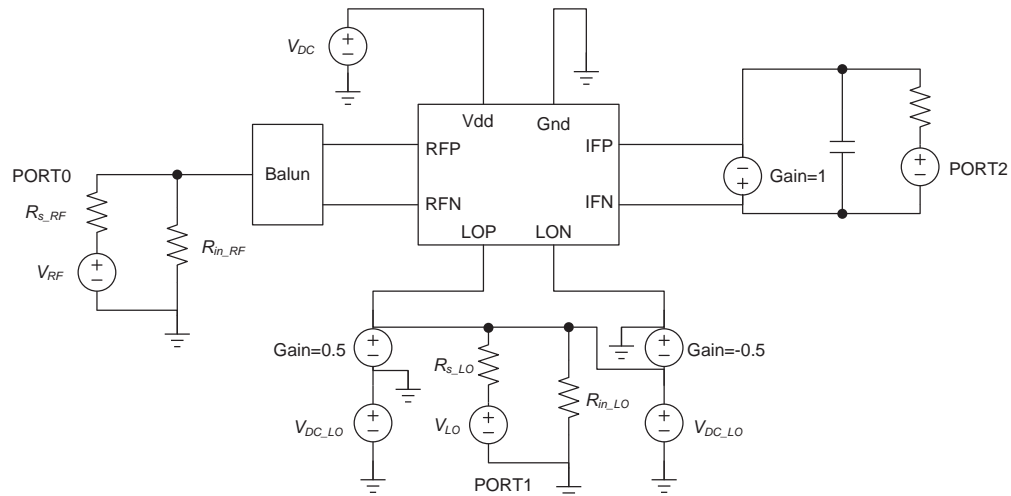 V_DC
+
−
Vdd
Gnd
RFP
IFP
Balun
PORT0
+
−
Gain=1
−
+
PORT2
RFN
IFN
R_s_RF
LOP
LON
R_in_RF
V_RF
+
−
Gain=0.5
+
−
R_s_LO
+
−
Gain=-0.5
R_in_LO
V_DC_LO
+
−
V_LO
+
−
+
−
V_DC_LO
PORT1